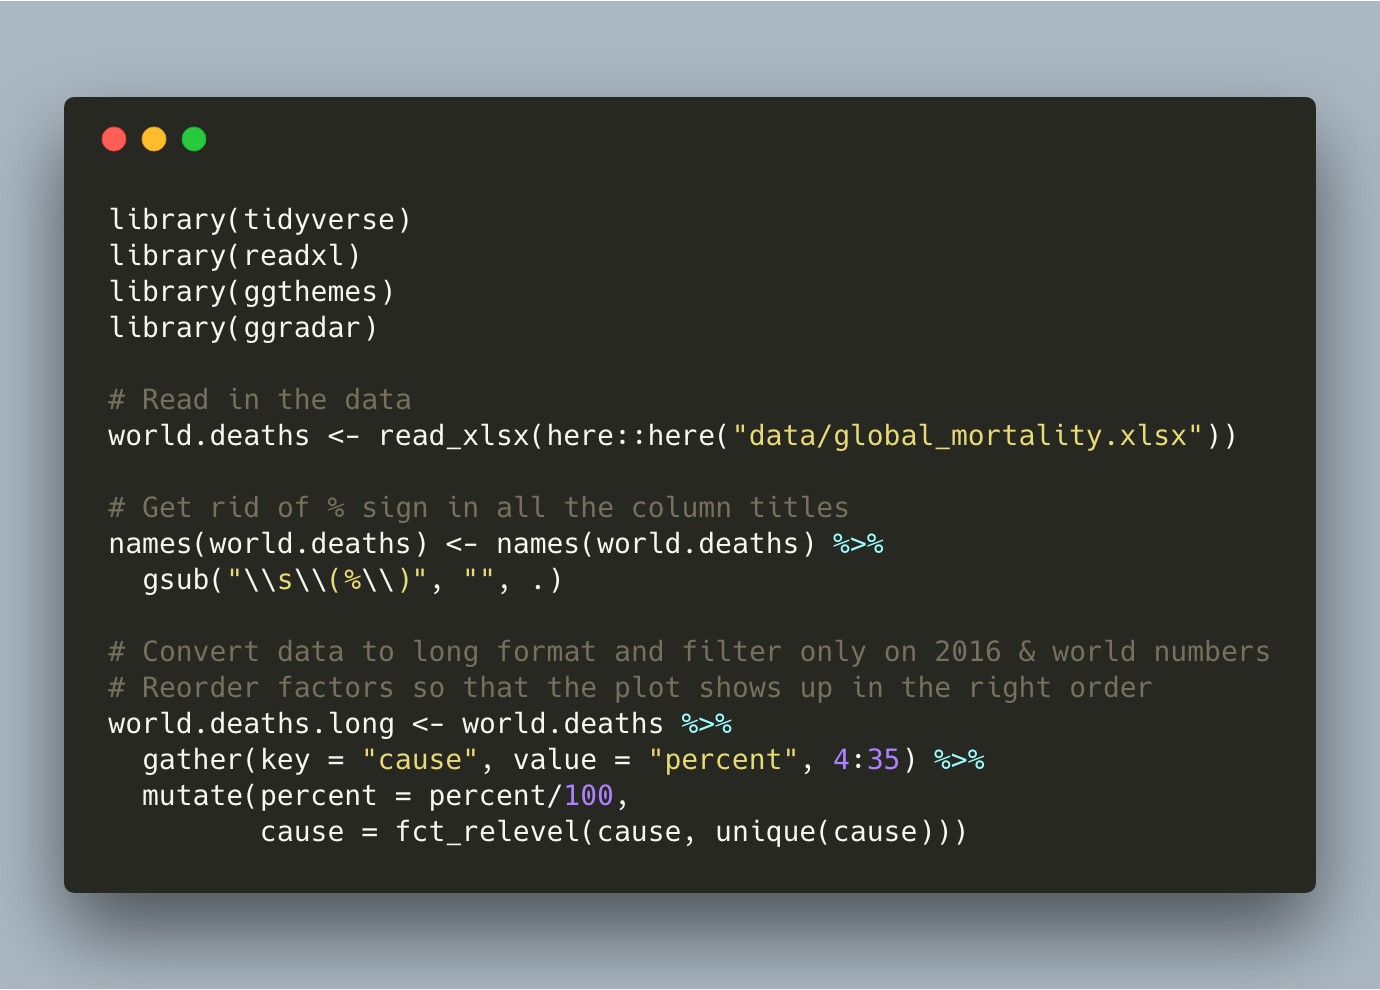 library(tidyverse)
library(readxl)
library(ggthemes)
library(ggradar)

# Read in the data
world.deaths <- read_xlsx(here::here("data/global_mortality.xlsx"))

# Get rid of % sign in all the column titles
names(world.deaths) <- names(world.deaths) %>%
  gsub("\\s\\(%\\)", "", .)

# Convert data to long format and filter only on 2016 & world numbers
# Reorder factors so that the plot shows up in the right order
world.deaths.long <- world.deaths %>%
  gather(key = "cause", value = "percent", 4:35) %>%
  mutate(percent = percent/100,
         cause = fct_relevel(cause, unique(cause)))